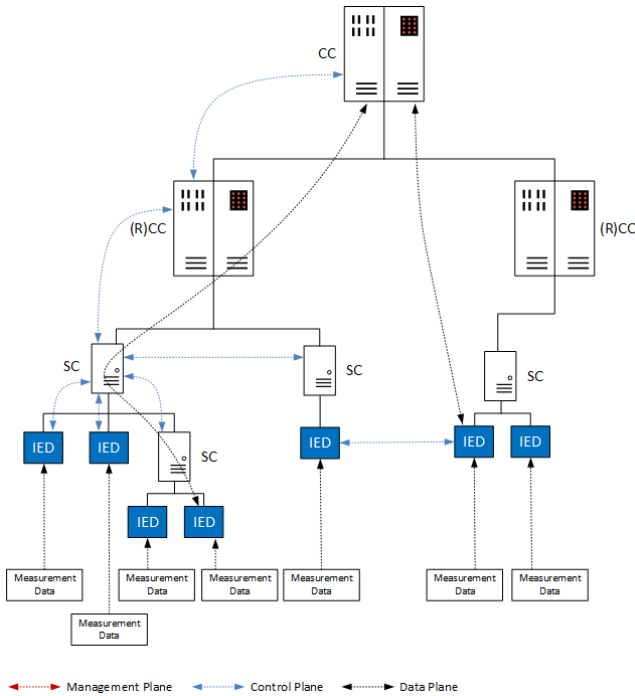 CC
(R)CC
(R)CC
SC
SC
SC
IED
IED
SC
IED
IED
IED
IED
IED
Measurement
Data
Measurement
Data
Measurement
Data
Measurement
Data
Measurement
Data
Measurement
Data
Measurement
Data
Management Plane
Control Plane
Data Plane